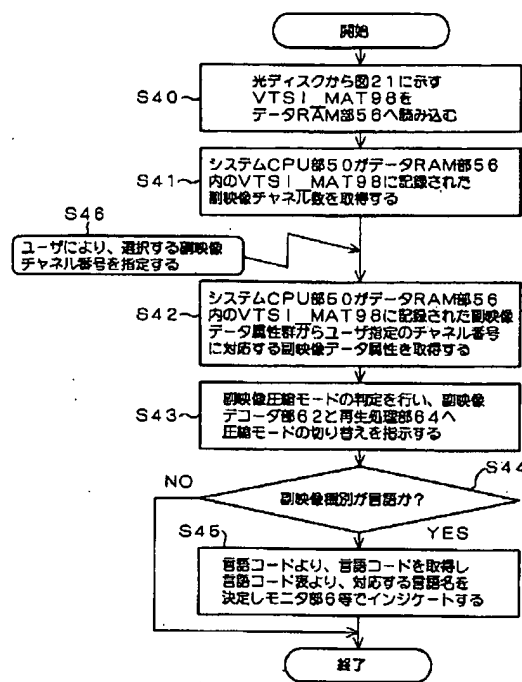 開始
光ディスクから図21に示す
S40
VTSI_MAT98を
データRAM部56へ読み込む
システムCPU部50がデータRAM部56
S41
内のVTSI_MAT98に記録された
副映像チャネル数を取得する
S46
ユーザにより、選択する副映像
チャネル番号を指定する
システムCPU部50がデータRAM部56
S42
内のVTSI_MAT98に記録された副映像
データ属性群からユーザ指定のチャネル番号
に対応する副映像データ属性を取得する
副映像圧縮モードの判定を行い、副映像
S43
デコーダ部62と再生処理部64へ
圧縮モードの切り替えを指示する
S44
NO
副映像種別が言語か?
YES
S45
言語コードより、言語コードを取得し
言語コード表より、対応する言語名を
決定しモニタ部6等でインジケートする
終了